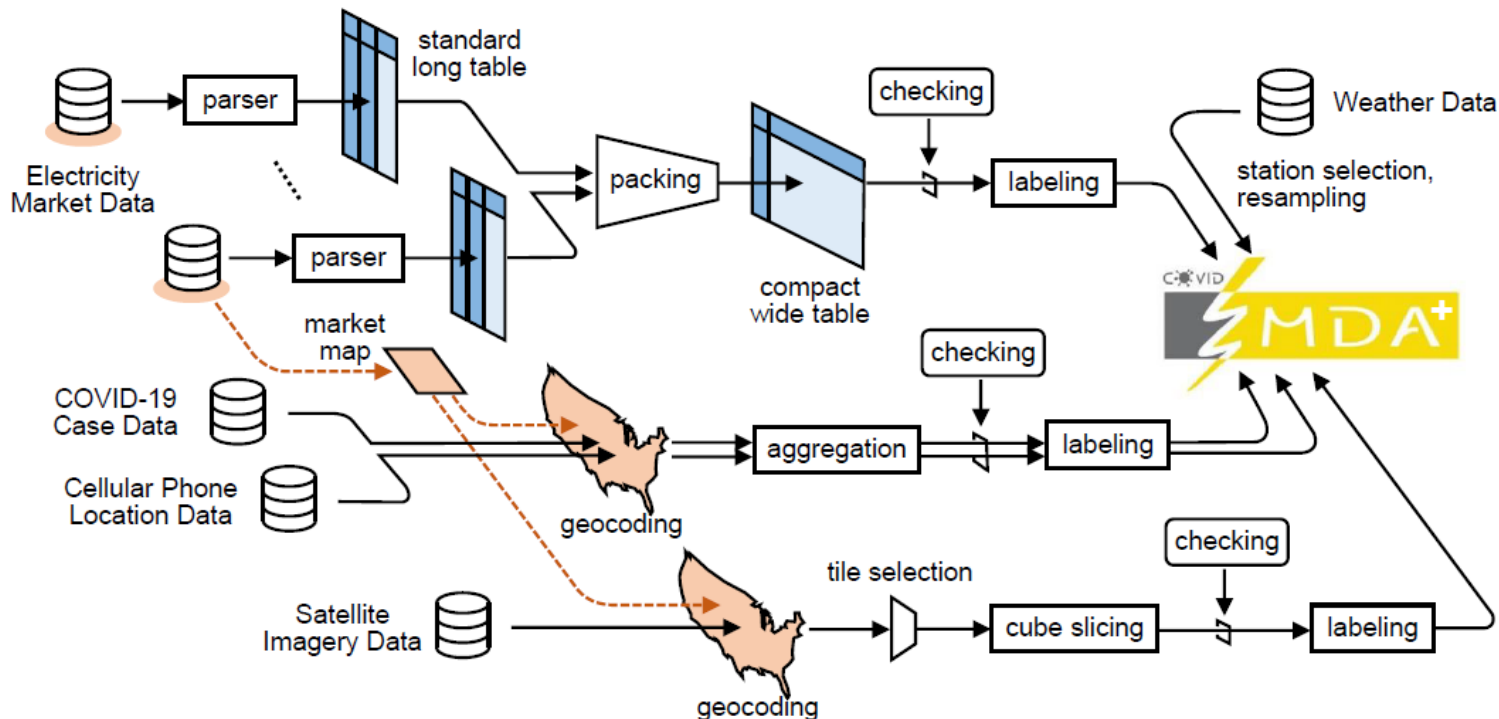 standard
long table
parser
checking
Weather Data
Electricity
Market Data
packing
labeling
station selection,
resampling
parser
compact
wide table
COVID
EMDA+
market
map
checking
COVID-19
Case Data
aggregation
labeling
Cellular Phone
Location Data
geocoding
checking
tile selection
Satellite
Imagery Data
cube slicing
labeling
geocoding